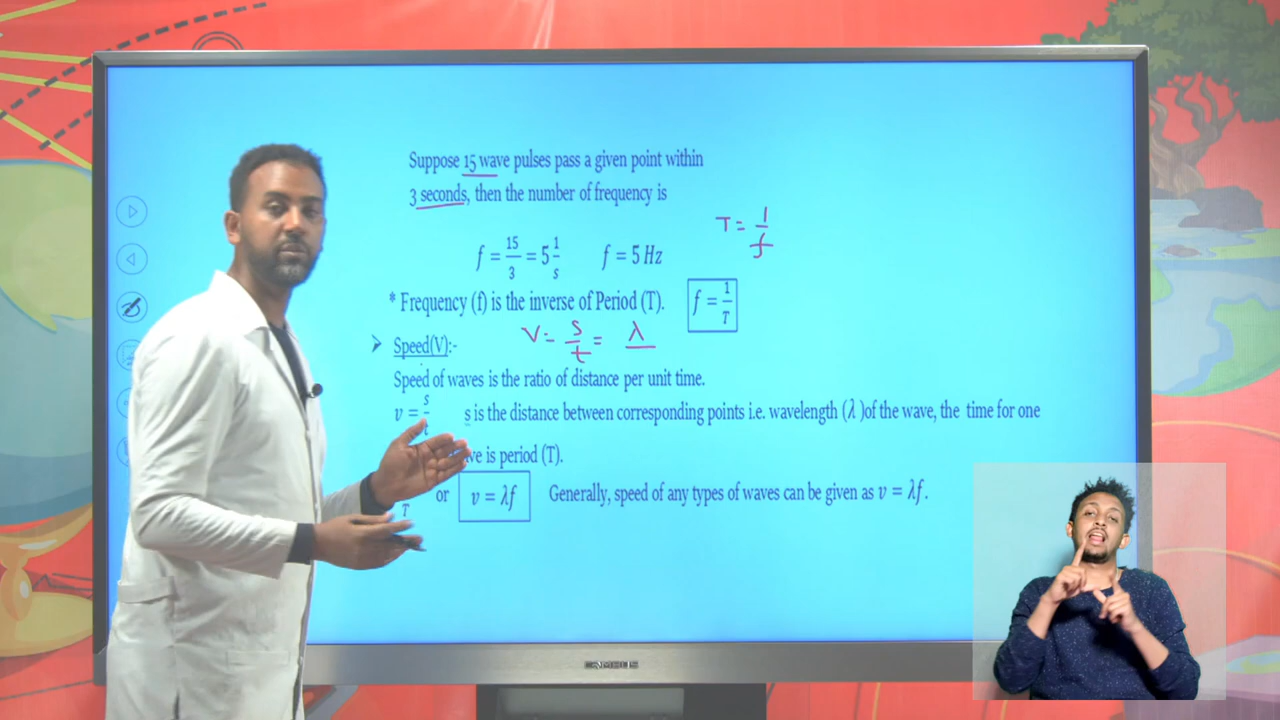 Suppose 15 wave pulses pass a given point within
3 seconds, then the number of frequency is
T = 1/f
f = 15/3 = 5 1/s    f = 5 Hz
* Frequency (f) is the inverse of Period (T).    f = 1/T
V = s/t = λ
➤ Speed(V):-
Speed of waves is the ratio of distance per unit time.
v = s/t    s is the distance between corresponding points i.e. wavelength (λ )of the wave, the time for one
is period (T).
T or    v = λf    Generally, speed of any types of waves can be given as v = λf.